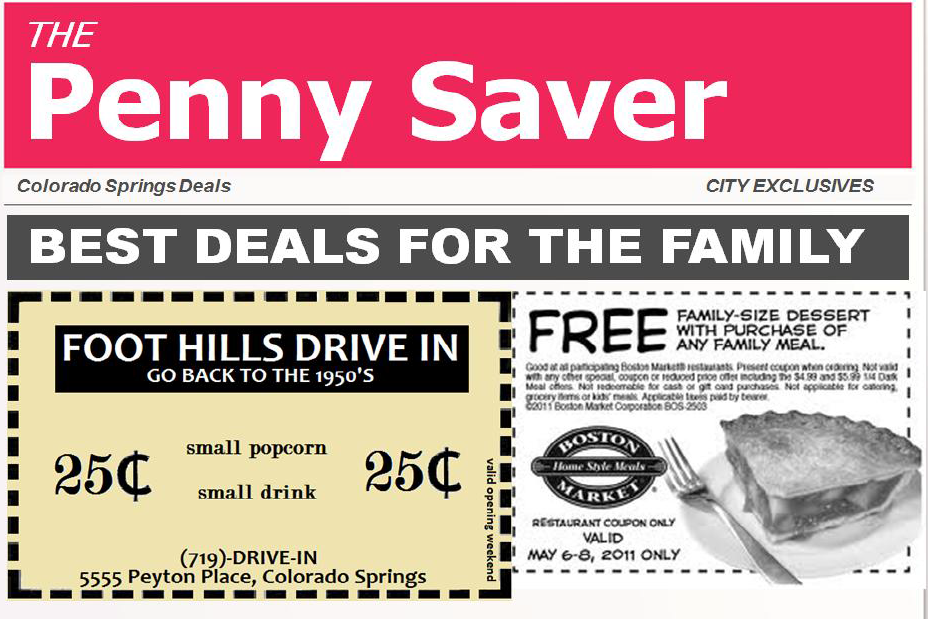 THE
Penny Saver
Colorado Springs Deals
CITY EXCLUSIVES
BEST DEALS FOR THE FAMILY
FOOT HILLS DRIVE IN
GO BACK TO THE 1950'S
25¢
small popcorn
small drink
25¢
valid opening weekend
(719)-DRIVE-IN
5555 Peyton Place, Colorado Springs
FREE
FAMILY-SIZE DESSERT
WITH PURCHASE OF
ANY FAMILY MEAL.
Good at all participating Boston Market® restaurants. Present coupon when ordering. Not valid
with any other special, coupon or reduced price offer including the $4.99 and $5.99 1/4 Dark
Meal offers. Not redeemable for cash or gift card purchases. Not applicable for catering,
grocery items or kids' meals. Applicable taxes paid by bearer.
©2011 Boston Market Corporation BOS-2503
BOSTON
Home Style Meals
MARKET®
RESTAURANT COUPON ONLY
VALID
MAY 6-8, 2011 ONLY